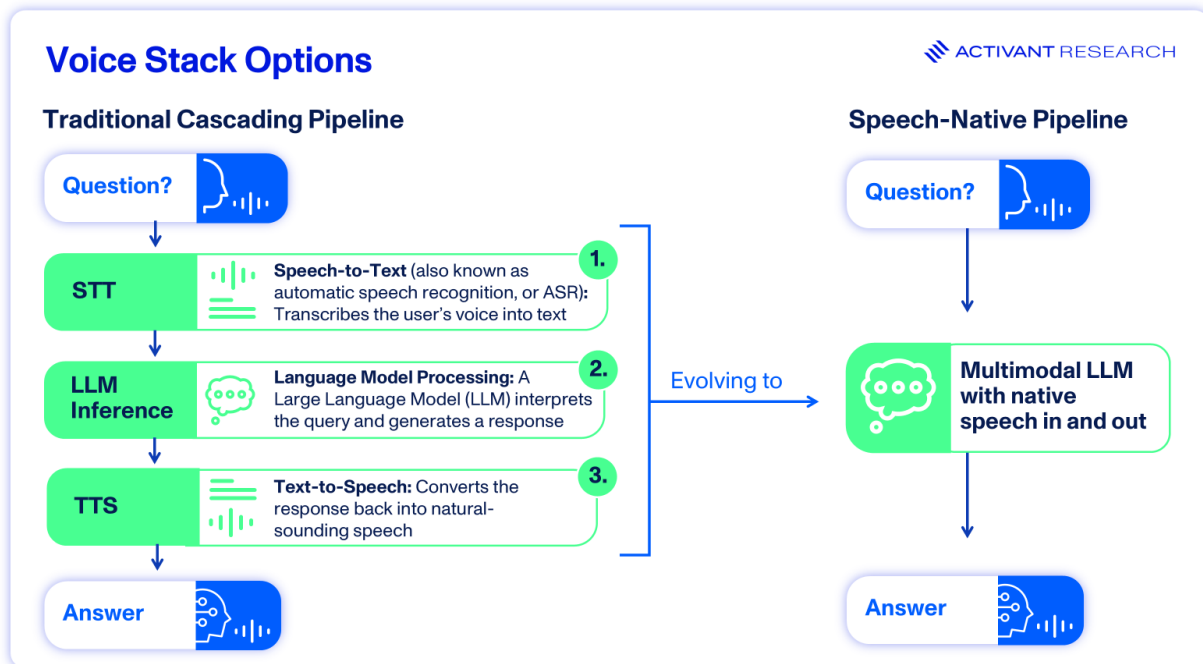 Voice Stack Options
ACTIVANT RESEARCH
Traditional Cascading Pipeline
Question?
STT
Speech-to-Text (also known as
automatic speech recognition, or ASR):
Transcribes the user's voice into text
1.
LLM
Inference
Language Model Processing: A
Large Language Model (LLM) interprets
the query and generates a response
2.
TTS
Text-to-Speech: Converts the
response back into natural-
sounding speech
3.
Answer
Evolving to
Speech-Native Pipeline
Question?
Multimodal LLM
with native
speech in and out
Answer